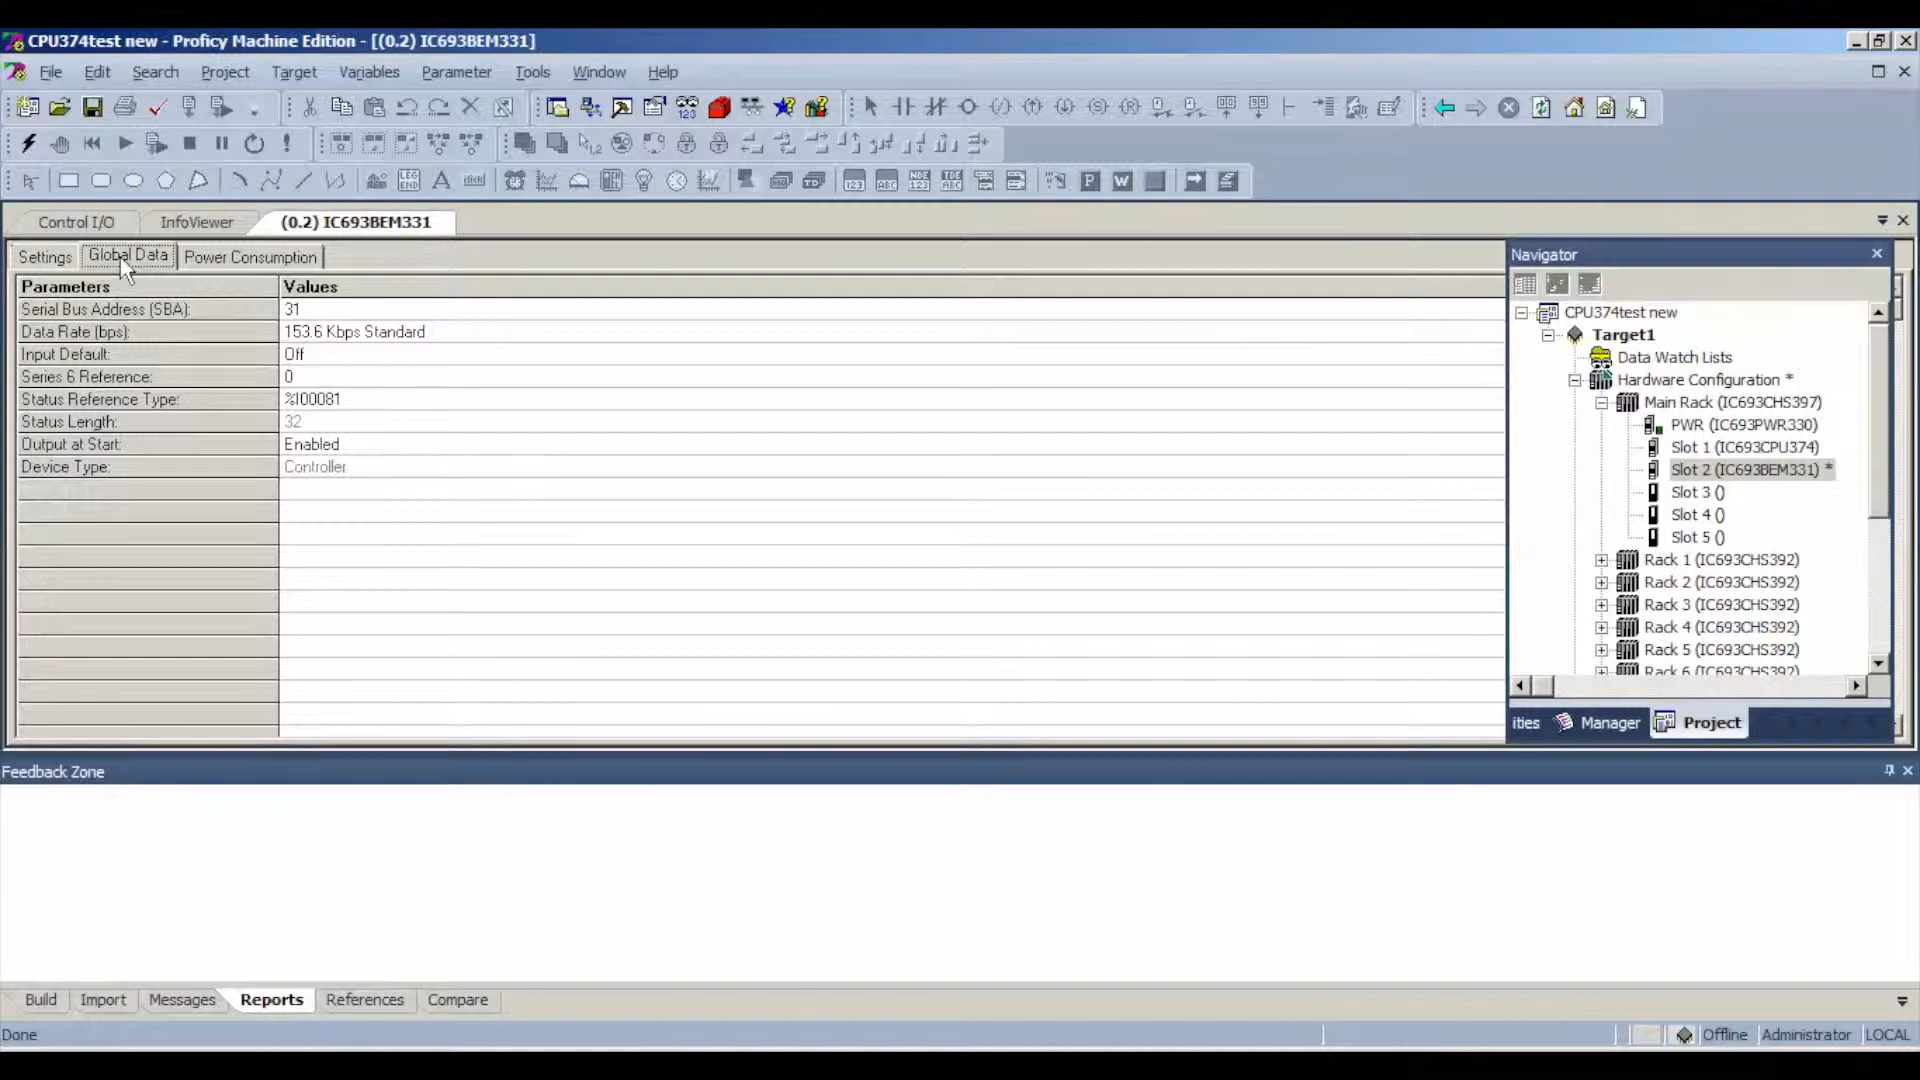 CPU374test new - Proficy Machine Edition - [(0.2) IC693BEM331]
File Edit Search Project Target Variables Parameter Tools Window Help
Control I/O InfoViewer (0.2) IC693BEM331
Settings Global Data Power Consumption
Parameters Values
Serial Bus Address (SBA): 31
Data Rate (bps): 153.6 Kbps Standard
Input Default: Off
Series 6 Reference: 0
Status Reference Type: %I00081
Status Length: 32
Output at Start: Enabled
Device Type: Controller
Navigator
CPU374test new
Target1
Data Watch Lists
Hardware Configuration *
Main Rack (IC693CHS397)
PWR (IC693PWR330)
Slot 1 (IC693CPU374)
Slot 2 (IC693BEM331) *
Slot 3 ()
Slot 4 ()
Slot 5 ()
Rack 1 (IC693CHS392)
Rack 2 (IC693CHS392)
Rack 3 (IC693CHS392)
Rack 4 (IC693CHS392)
Rack 5 (IC693CHS392)
Rack 6 (IC693CHS392)
ities Manager Project
Feedback Zone
Build Import Messages Reports References Compare
Done Offline Administrator LOCAL